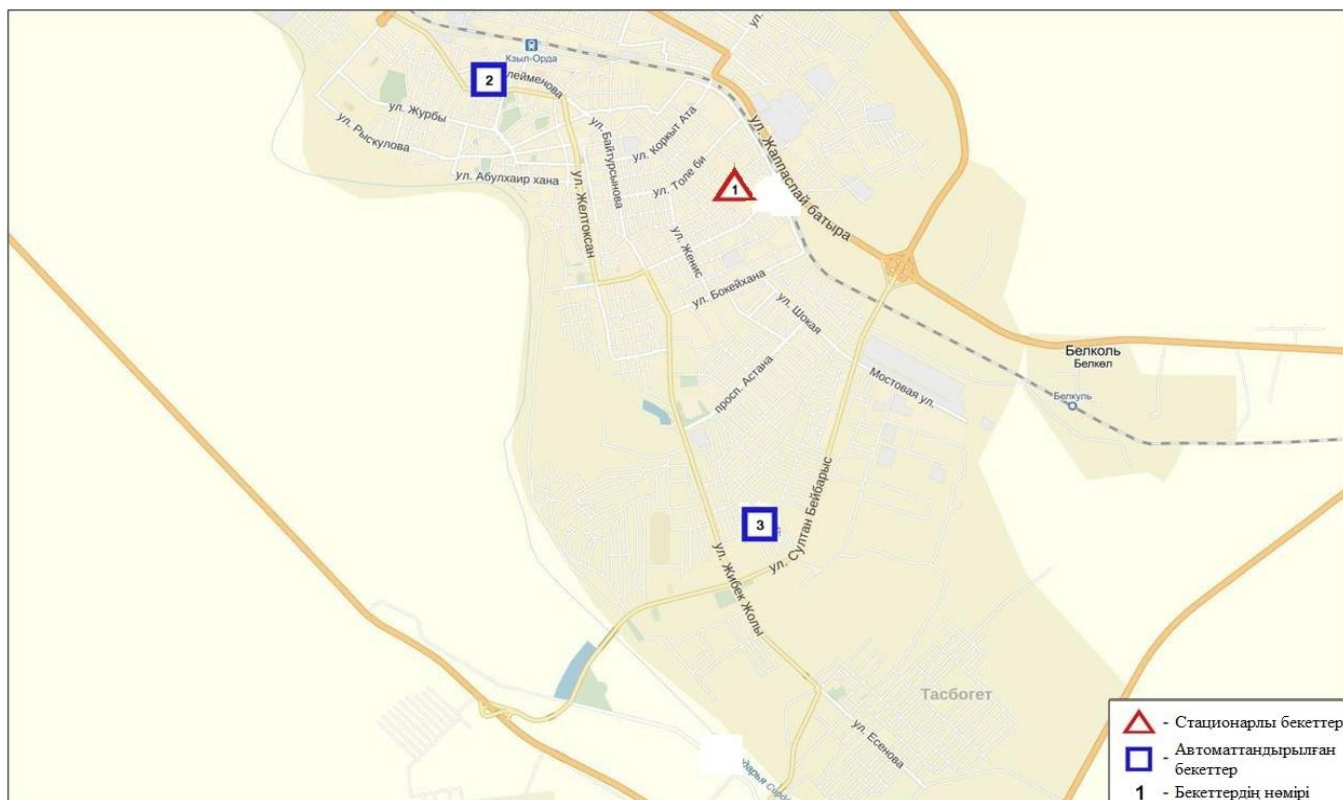 ул.
Кзыл-Орда
2
лейменова
ул. Журбы
ул. Рыскулова
ул. Абулхаир хана
ул. Байтурсынова
ул. Коркыт Ата
ул. Толе би
ул. Жаппаспай батыра
1
ул. Желтоксан
ул. Женис
ул. Бокейхана
ул. Шокая
просп. Астана
Мостовая ул.
Белколь
Белкөл
Белкуль
3
ул. Султан Бейбарыс
ул. Жибек Жолы
Тасбогет
ул. Есенова
- Стационарлы бекеттер
- Автоматтандырылған
бекеттер
1 - Бекеттердің нөмірі